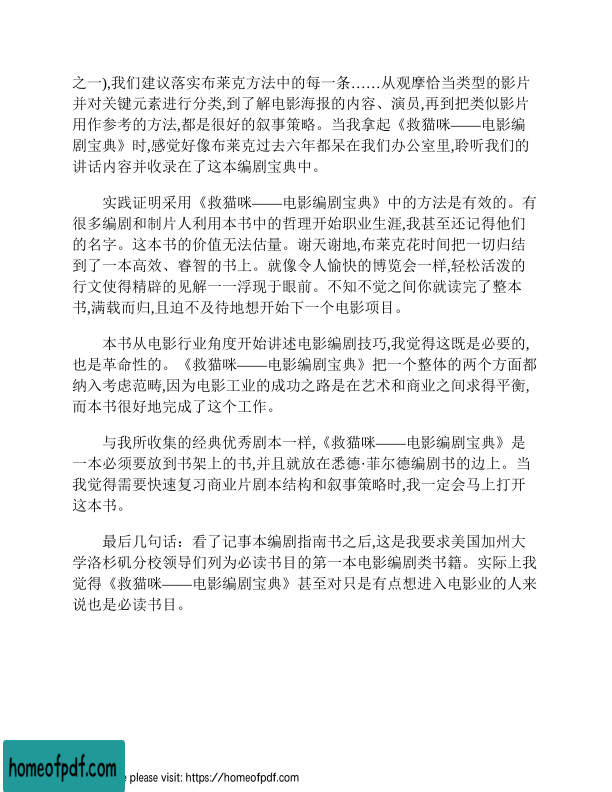 之一),我们建议落实布莱克方法中的每一条……从观摩恰当类型的影片
并对关键元素进行分类,到了解电影海报的内容、演员,再到把类似影片
用作参考的方法,都是很好的叙事策略。当我拿起《救猫咪——电影编
剧宝典》时,感觉好像布莱克过去六年都呆在我们办公室里,聆听我们的
讲话内容并收录在了这本编剧宝典中。
实践证明采用《救猫咪——电影编剧宝典》中的方法是有效的。有
很多编剧和制片人利用本书中的哲理开始职业生涯,我甚至还记得他们
的名字。这本书的价值无法估量。谢天谢地,布莱克花时间把一切归结
到了一本高效、睿智的书上。就像令人愉快的博览会一样,轻松活泼的
行文使得精辟的见解一一浮现于眼前。不知不觉之间你就读完了整本
书,满载而归,且迫不及待地想开始下一个电影项目。
本书从电影行业角度开始讲述电影编剧技巧,我觉得这既是必要的,
也是革命性的。《救猫咪——电影编剧宝典》把一个整体的两个方面都
纳入考虑范畴,因为电影工业的成功之路是在艺术和商业之间求得平衡,
而本书很好地完成了这个工作。
与我所收集的经典优秀剧本一样,《救猫咪——电影编剧宝典》是
一本必须要放到书架上的书,并且就放在悉德·菲尔德编剧书的边上。当
我觉得需要快速复习商业片剧本结构和叙事策略时,我一定会马上打开
这本书。
最后几句话：看了记事本编剧指南书之后,这是我要求美国加州大
学洛杉矶分校领导们列为必读书目的第一本电影编剧类书籍。实际上我
觉得《救猫咪——电影编剧宝典》甚至对只是有点想进入电影业的人来
说也是必读书目。
homeofpdf.com
e please visit: https://homeofpdf.com